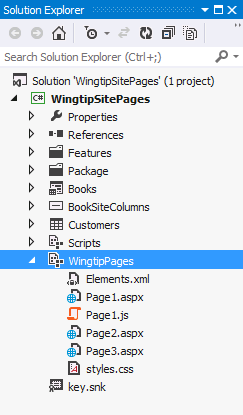 Solution Explorer
Search Solution Explorer (Ctrl+;)
Solution 'WingtipSitePages' (1 project)
C# WingtipSitePages
Properties
References
Features
Package
Books
BookSiteColumns
Customers
Scripts
WingtipPages
Elements.xml
Page1.aspx
Page1.js
Page2.aspx
Page3.aspx
styles.css
key.snk